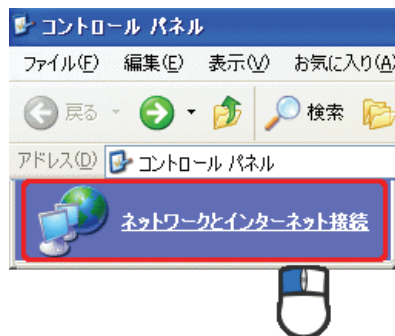 コントロール パネル
ファイル(F) 編集(E) 表示(V) お気に入り(A)
戻る 検索
アドレス(D) コントロール パネル
ネットワークとインターネット接続